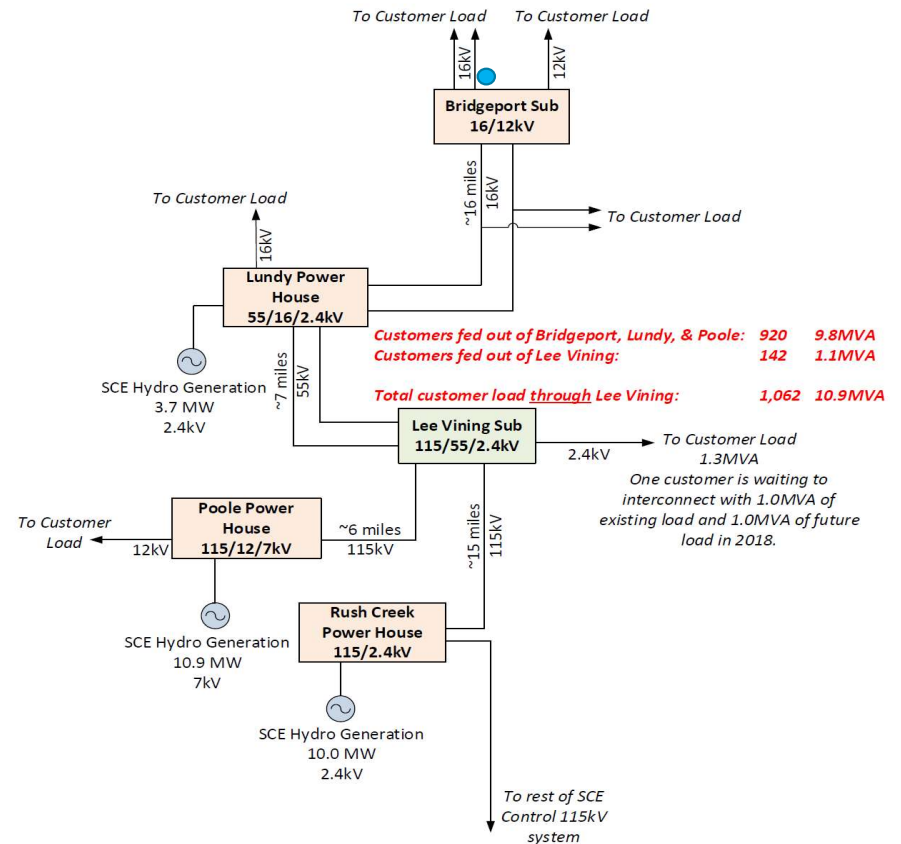 To Customer Load
To Customer Load
16kV
12kV
Bridgeport Sub
16/12kV
~16 miles
16kV
To Customer Load
To Customer Load
16kV
Lundy Power
House
55/16/2.4kV
Customers fed out of Bridgeport, Lundy, & Poole: 920 9.8MVA
Customers fed out of Lee Vining: 142 1.1MVA
Total customer load through Lee Vining: 1,062 10.9MVA
SCE Hydro Generation
3.7 MW
2.4kV
~7 miles
55kV
Lee Vining Sub
115/55/2.4kV
2.4kV
To Customer Load
1.3MVA
One customer is waiting to
interconnect with 1.0MVA of
existing load and 1.0MVA of future
load in 2018.
Poole Power
House
115/12/7kV
~6 miles
115kV
To Customer
Load
12kV
~15 miles
115kV
SCE Hydro Generation
10.9 MW
7kV
Rush Creek
Power House
115/2.4kV
SCE Hydro Generation
10.0 MW
2.4kV
To rest of SCE
Control 115kV
system